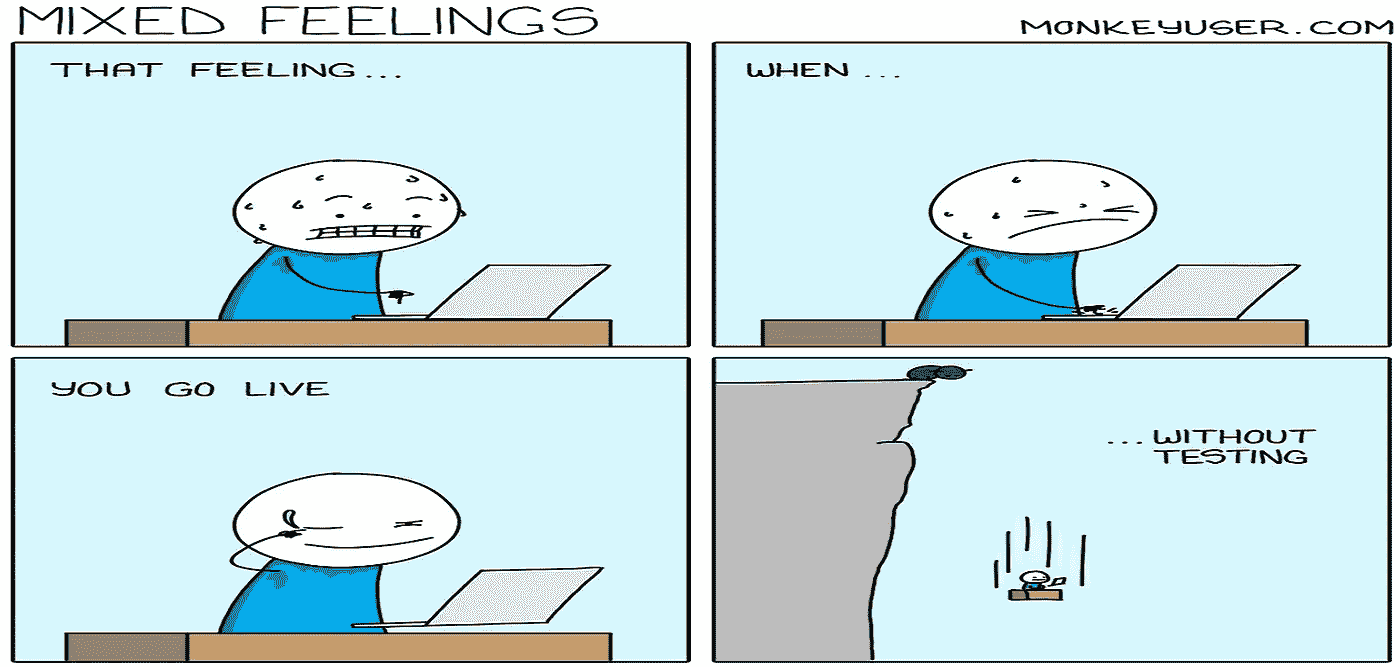 MIXED FEELINGS
MONKEYUSER.COM
THAT FEELING...
WHEN ...
YOU GO LIVE
...WITHOUT
TESTING